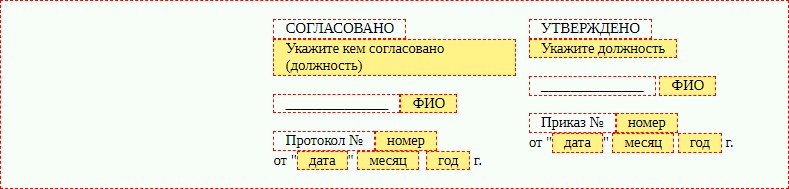 СОГЛАСОВАНО
Укажите кем согласовано
(должность)
______________ ФИО
Протокол № номер
от "дата" месяц год г.
УТВЕРЖДЕНО
Укажите должность
______________ ФИО
Приказ № номер
от "дата" месяц год г.